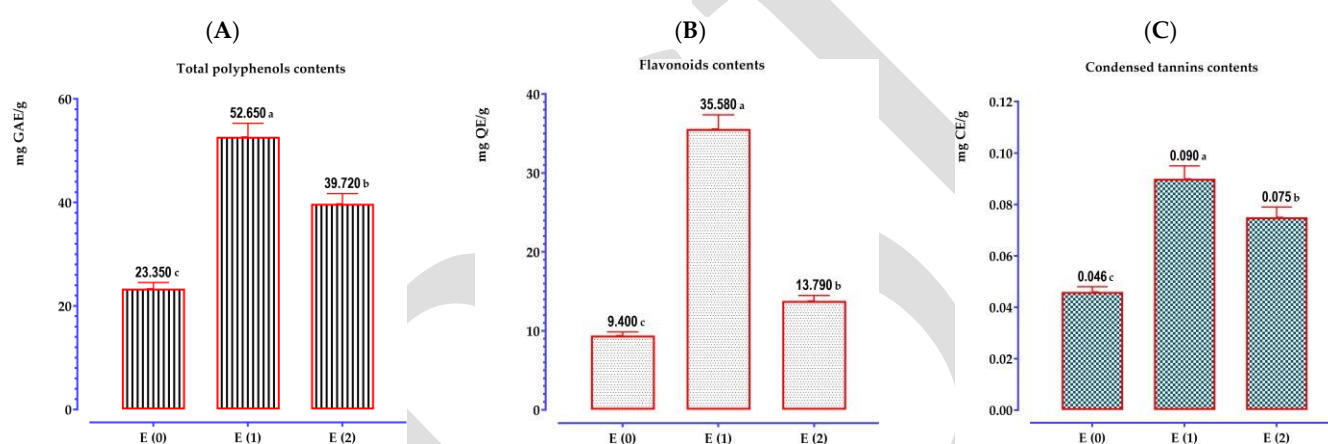 (A)
Total polyphenols contents
mg GAE/g
60
40
20
0
23.350 c
52.650 a
39.720 b
E (0)
E (1)
E (2)
(B)
Flavonoids contents
mg QE/g
40
30
20
10
0
9.400 c
35.580 a
13.790 b
E (0)
E (1)
E (2)
(C)
Condensed tannins contents
mg CE/g
0.12
0.10
0.08
0.06
0.04
0.02
0.00
0.046 c
0.090 a
0.075 b
E (0)
E (1)
E (2)